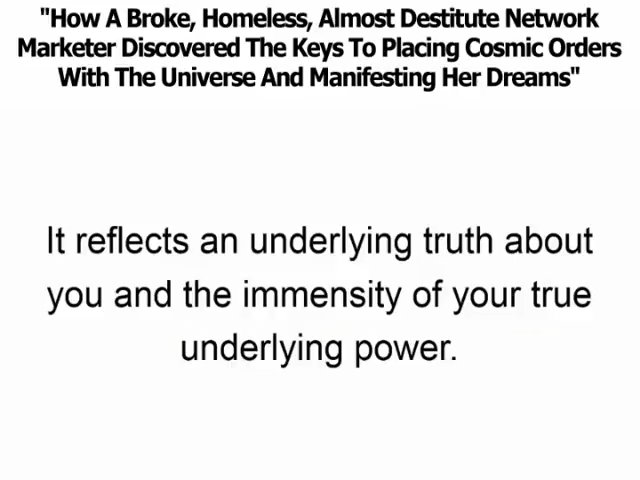 "How A Broke, Homeless, Almost Destitute Network
Marketer Discovered The Keys To Placing Cosmic Orders
With The Universe And Manifesting Her Dreams"
It reflects an underlying truth about
you and the immensity of your true
underlying power.